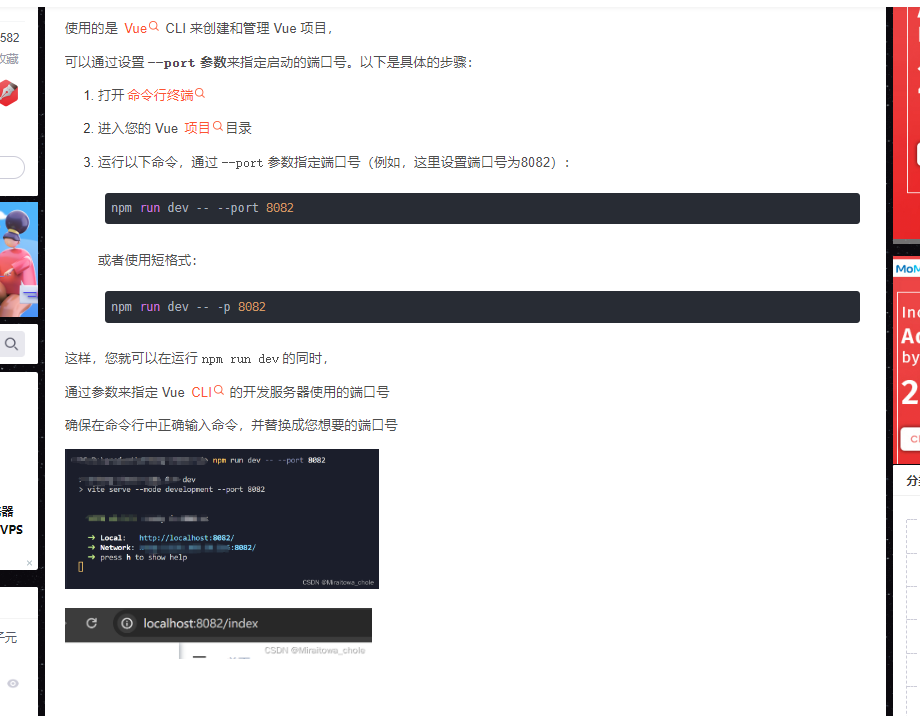 使用的是 Vue CLI 来创建和管理 Vue 项目，
可以通过设置 --port 参数来指定启动的端口号。以下是具体的步骤：
1. 打开 命令行终端
2. 进入您的 Vue 项目 目录
3. 运行以下命令，通过 --port 参数指定端口号（例如，这里设置端口号为8082）：
npm run dev -- --port 8082
或者使用短格式：
npm run dev -- -p 8082
这样，您就可以在运行 npm run dev 的同时，
通过参数来指定 Vue CLI 的开发服务器使用的端口号
确保在命令行中正确输入命令，并替换成您想要的端口号
npm run dev -- --port 8082
dev
> vite serve --mode development --port 8082
➜ Local: http://localhost:8082/
➜ Network: :8082/
➜ press h to show help
CSDN @Miraitowa_chole
localhost:8082/index
CSDN @Miraitowa_chole
582
收藏
器
VPS
元
MoM
Inc
Ac
by
2
C
分